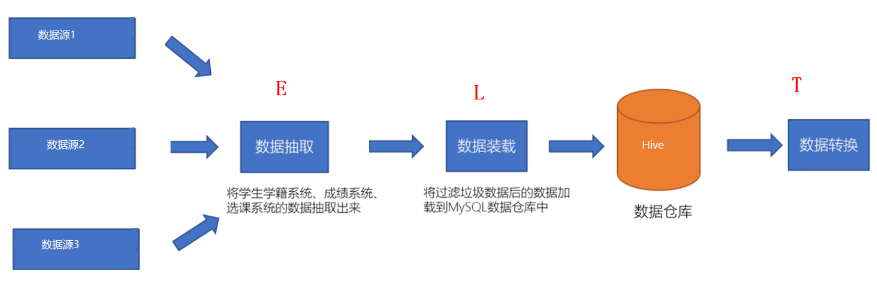 数据源1
数据源2
数据源3
E
数据抽取
将学生学籍系统、成绩系统、
选课系统的数据抽取出来
L
数据装载
将过滤垃圾数据后的数据加
载到MySQL数据仓库中
Hive
数据仓库
T
数据转换